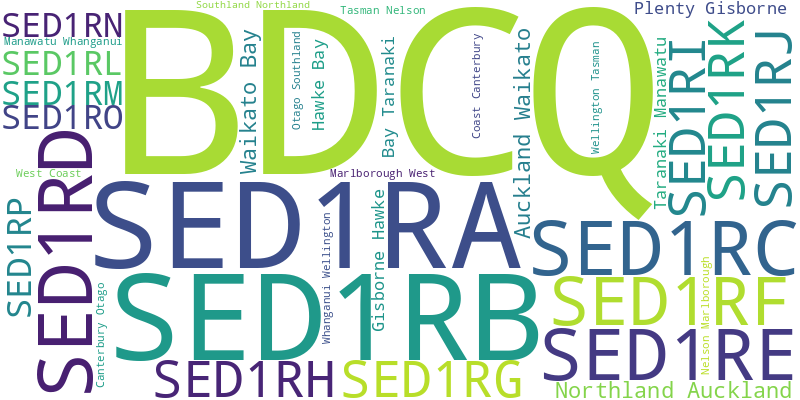 Southland Northland
Tasman Nelson
Plenty Gisborne
SED1RN
Manawatu Whanganui
SED1RL
SED1RM
SED1RO
BDCQ
Waikato Bay
Otago Southland
Hawke Bay
Bay Taranaki
Coast Canterbury
Auckland Waikato
Wellington Tasman
Taranaki Manawatu
SED1RI
SED1RK
SED1RJ
West Coast
Marlborough West
SED1RD
SED1RP
SED1RA
Whanganui Wellington
Gisborne Hawke
SED1RC
SED1RB
Canterbury Otago
SED1RF
Nelson Marlborough
SED1RE
SED1RH
SED1RG
Northland Auckland